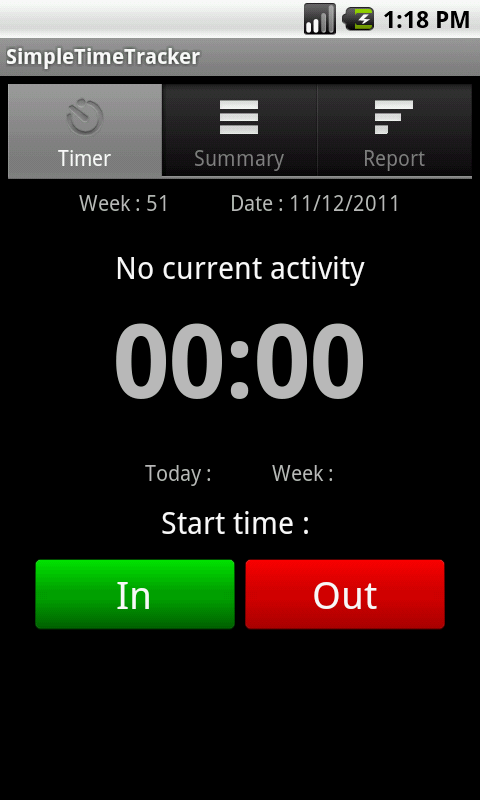 1:18 PM
SimpleTimeTracker
Timer Summary Report
Week : 51 Date : 11/12/2011
No current activity
00:00
Today : Week :
Start time :
In Out